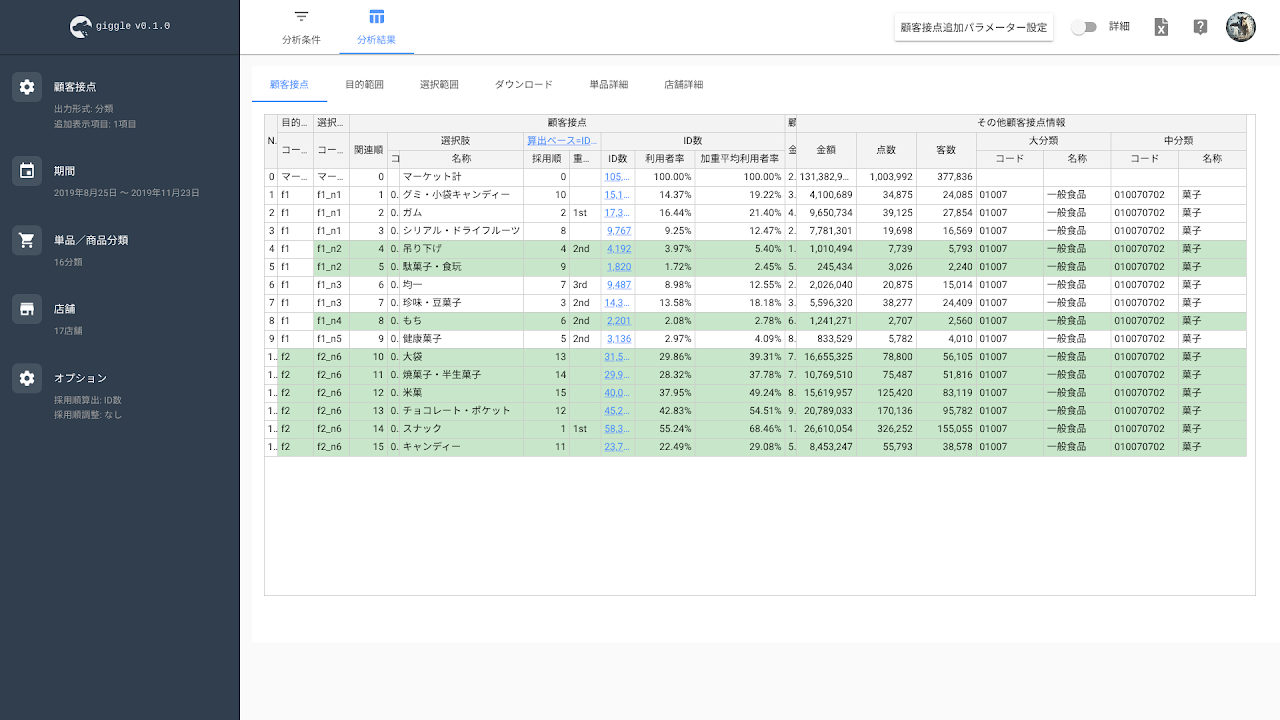 giggle v0.1.0
分析条件
分析結果
顧客接点追加パラメーター設定
詳細
顧客接点
出力形式: 分類
追加表示項目: 1項目
期間
2019年8月25日 〜 2019年11月23日
単品／商品分類
16分類
店舗
17店舗
オプション
採用順算出: ID数
採用順調整: なし
顧客接点 目的範囲 選択範囲 ダウンロード 単品詳細 店舗詳細
N. 目的… 選択… 顧客接点 顧 その他顧客接点情報
コー… コー… 関連順 選択肢 算出ベース=ID… ID数 金 金額 点数 客数 大分類 中分類
コ 名称 採用順 重… ID数 利用者率 加重平均利用者率 コード 名称 コード 名称
0 マー… マー… 0 マーケット計 0 105,… 100.00% 100.00% 2. 131,382,9… 1,003,992 377,836
1 f1 f1_n1 1 0. グミ・小袋キャンディー 10 15,1… 14.37% 19.22% 3. 4,100,689 34,875 24,085 01007 一般食品 010070702 菓子
2 f1 f1_n1 2 0. ガム 2 1st 17,3… 16.44% 21.40% 4. 9,650,734 39,125 27,854 01007 一般食品 010070702 菓子
3 f1 f1_n1 3 0. シリアル・ドライフルーツ 8 9,767 9.25% 12.47% 2. 7,781,301 19,698 16,569 01007 一般食品 010070702 菓子
4 f1 f1_n2 4 0. 吊り下げ 4 2nd 4,192 3.97% 5.40% 1. 1,010,494 7,739 5,793 01007 一般食品 010070702 菓子
5 f1 f1_n2 5 0. 駄菓子・食玩 9 1,820 1.72% 2.45% 5. 245,434 3,026 2,240 01007 一般食品 010070702 菓子
6 f1 f1_n3 6 0. 均一 7 3rd 9,487 8.98% 12.55% 2. 2,026,040 20,875 15,014 01007 一般食品 010070702 菓子
7 f1 f1_n3 7 0. 珍味・豆菓子 3 2nd 14,3… 13.58% 18.18% 3. 5,596,320 38,277 24,409 01007 一般食品 010070702 菓子
8 f1 f1_n4 8 0. もち 6 2nd 2,201 2.08% 2.78% 6. 1,241,271 2,707 2,560 01007 一般食品 010070702 菓子
9 f1 f1_n5 9 0. 健康菓子 5 2nd 3,136 2.97% 4.09% 8. 833,529 5,782 4,010 01007 一般食品 010070702 菓子
1.. f2 f2_n6 10 0. 大袋 13 31,5… 29.86% 39.31% 7. 16,655,325 78,800 56,105 01007 一般食品 010070702 菓子
1.. f2 f2_n6 11 0. 焼菓子・半生菓子 14 29,9… 28.32% 37.78% 7. 10,769,510 75,487 51,816 01007 一般食品 010070702 菓子
1.. f2 f2_n6 12 0. 米菓 15 40,0… 37.95% 49.24% 8. 15,619,957 125,420 83,119 01007 一般食品 010070702 菓子
1.. f2 f2_n6 13 0. チョコレート・ポケット 12 45,2… 42.83% 54.51% 9. 20,789,033 170,136 95,782 01007 一般食品 010070702 菓子
1.. f2 f2_n6 14 0. スナック 1 1st 58,3… 55.24% 68.46% 1. 26,610,054 326,252 155,055 01007 一般食品 010070702 菓子
1.. f2 f2_n6 15 0. キャンディー 11 23,7… 22.49% 29.08% 5. 8,453,247 55,793 38,578 01007 一般食品 010070702 菓子